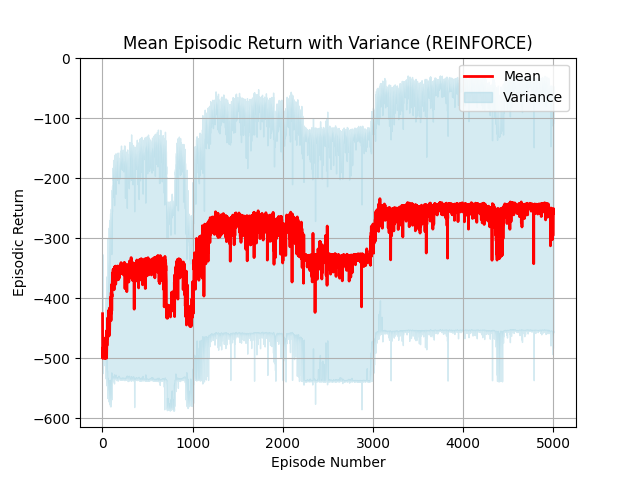 Mean Episodic Return with Variance (REINFORCE)
Mean
Variance
Episodic Return
0
−100
−200
−300
−400
−500
−600
0
1000
2000
3000
4000
5000
Episode Number